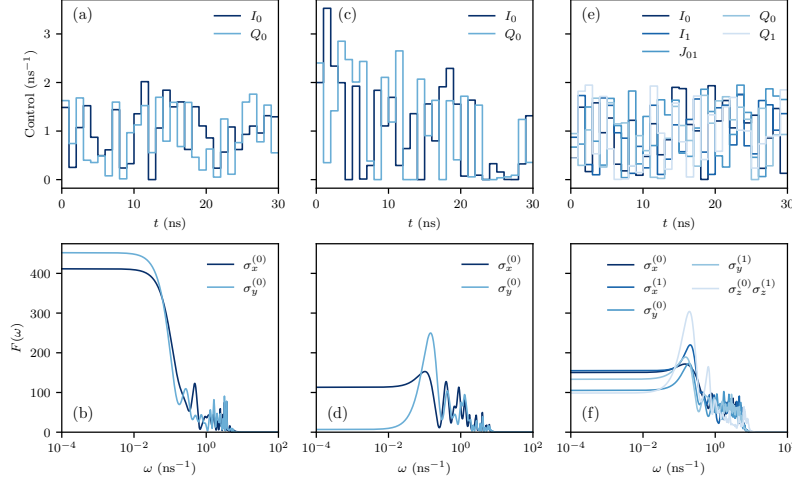 (a)
I_0
Q_0
(c)
I_0
Q_0
(e)
I_0
I_1
J_{01}
Q_0
Q_1
Control (ns^{-1})
3
2
1
0
0 10 20 30
t (ns)
0 10 20 30
t (ns)
0 10 20 30
t (ns)
F(ω)
400
300
200
100
0
σ_x^{(0)}
σ_y^{(0)}
(b)
σ_x^{(0)}
σ_y^{(0)}
(d)
σ_x^{(0)}
σ_x^{(1)}
σ_y^{(0)}
σ_y^{(1)}
σ_z^{(0)}σ_z^{(1)}
(f)
10^{-4} 10^{-2} 10^0 10^2
ω (ns^{-1})
10^{-4} 10^{-2} 10^0 10^2
ω (ns^{-1})
10^{-4} 10^{-2} 10^0 10^2
ω (ns^{-1})